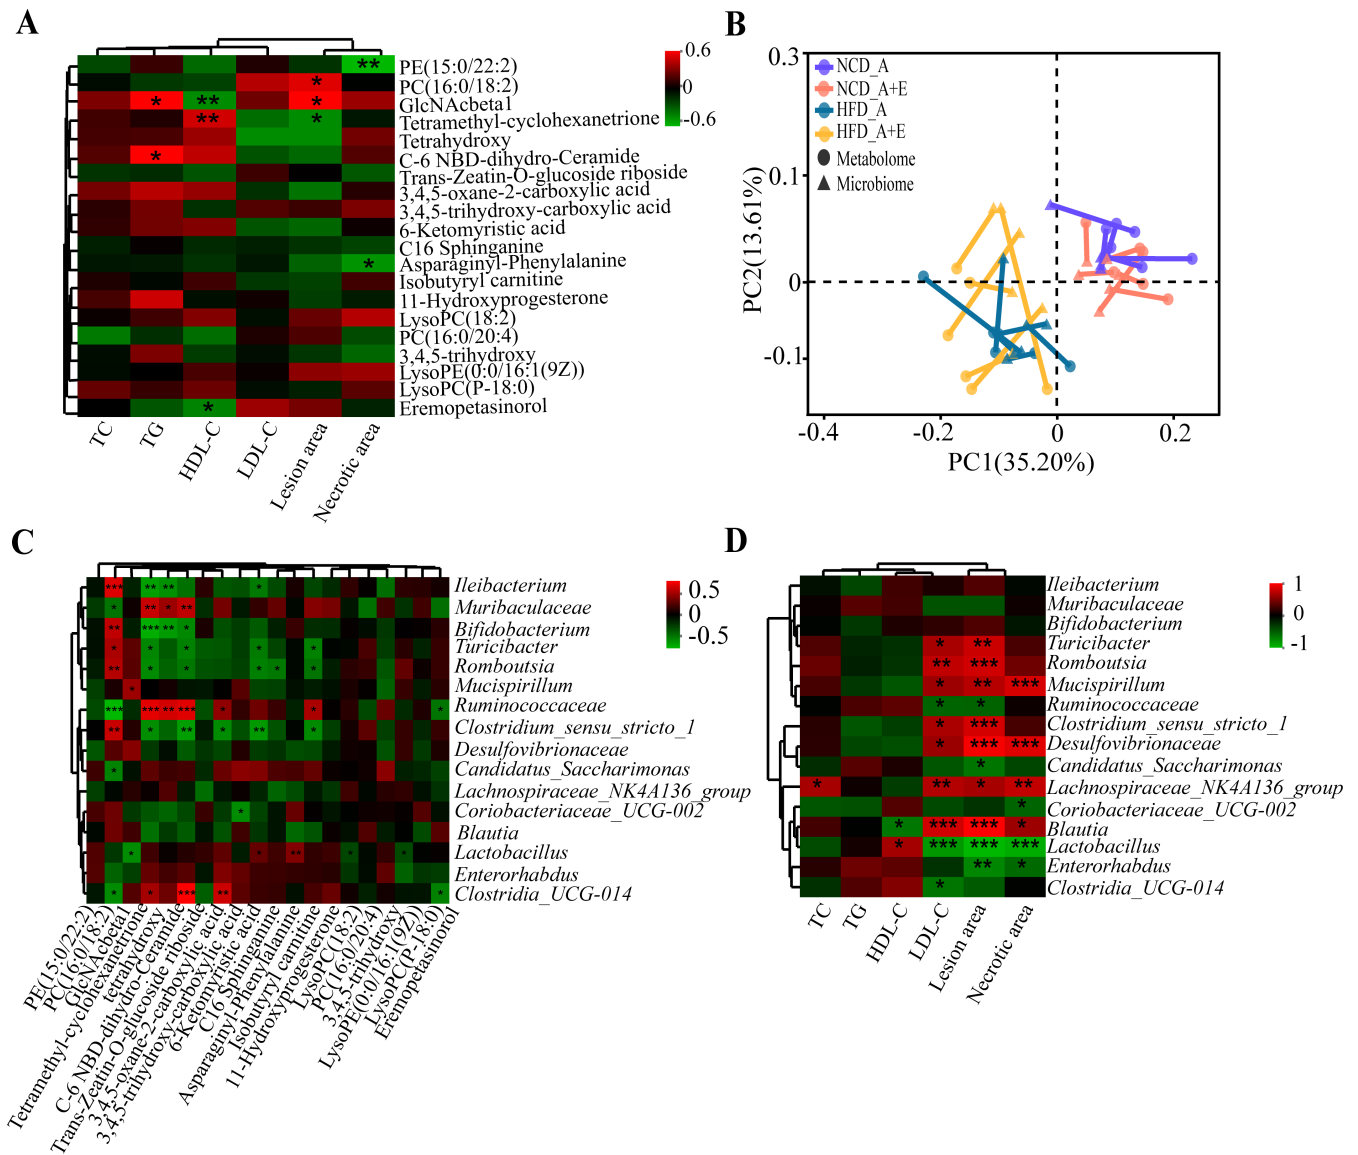 A
0.6
-0.6
PE(15:0/22:2)
PC(16:0/18:2)
GlcNAcbeta1
Tetramethyl-cyclohexanetrione
Tetrahydroxy
C-6 NBD-dihydro-Ceramide
Trans-Zeatin-O-glucoside riboside
3,4,5-oxane-2-carboxylic acid
3,4,5-trihydroxy-carboxylic acid
6-Ketomyristic acid
C16 Sphinganine
Asparaginyl-Phenylalanine
Isobutyryl carnitine
11-Hydroxyprogesterone
LysoPC(18:2)
PC(16:0/20:4)
3,4,5-trihydroxy
LysoPE(0:0/16:1(9Z))
LysoPC(P-18:0)
Eremopetasinorol
TC
TG
HDL-C
LDL-C
Lesion area
Necrotic area
B
0.3
0.1
0
-0.1
PC2(13.61%)
NCD_A
NCD_A+E
HFD_A
HFD_A+E
Metabolome
Microbiome
-0.4
-0.2
0
0.2
PC1(35.20%)
C
0.5
0
-0.5
Ileibacterium
Muribaculaceae
Bifidobacterium
Turicibacter
Romboutsia
Mucispirillum
Ruminococcaceae
Clostridium_sensu_stricto_1
Desulfovibrionaceae
Candidatus_Saccharimonas
Lachnospiraceae_NK4A136_group
Coriobacteriaceae_UCG-002
Blautia
Lactobacillus
Enterorhabdus
Clostridia_UCG-014
PE(15:0/22:2)
PC(16:0/18:2)
GlcNAcbeta1
Tetramethyl-cyclohexanetrione
tetrahydroxy
C-6 NBD-dihydro-Ceramide
Trans-Zeatin-O-glucoside riboside
3,4,5-oxane-2-carboxylic acid
3,4,5-trihydroxy-carboxylic acid
6-Ketomyristic acid
C16 Sphinganine
Asparaginyl-Phenylalanine
Isobutyryl carnitine
11-Hydroxyprogesterone
LysoPC(18:2)
PC(16:0/20:4)
3,4,5-trihydroxy
LysoPE(0:0/16:1(9Z))
LysoPC(P-18:0)
Eremopetasinorol
D
1
0
-1
Ileibacterium
Muribaculaceae
Bifidobacterium
Turicibacter
Romboutsia
Mucispirillum
Ruminococcaceae
Clostridium_sensu_stricto_1
Desulfovibrionaceae
Candidatus_Saccharimonas
Lachnospiraceae_NK4A136_group
Coriobacteriaceae_UCG-002
Blautia
Lactobacillus
Enterorhabdus
Clostridia_UCG-014
TC
TG
HDL-C
LDL-C
Lesion area
Necrotic area